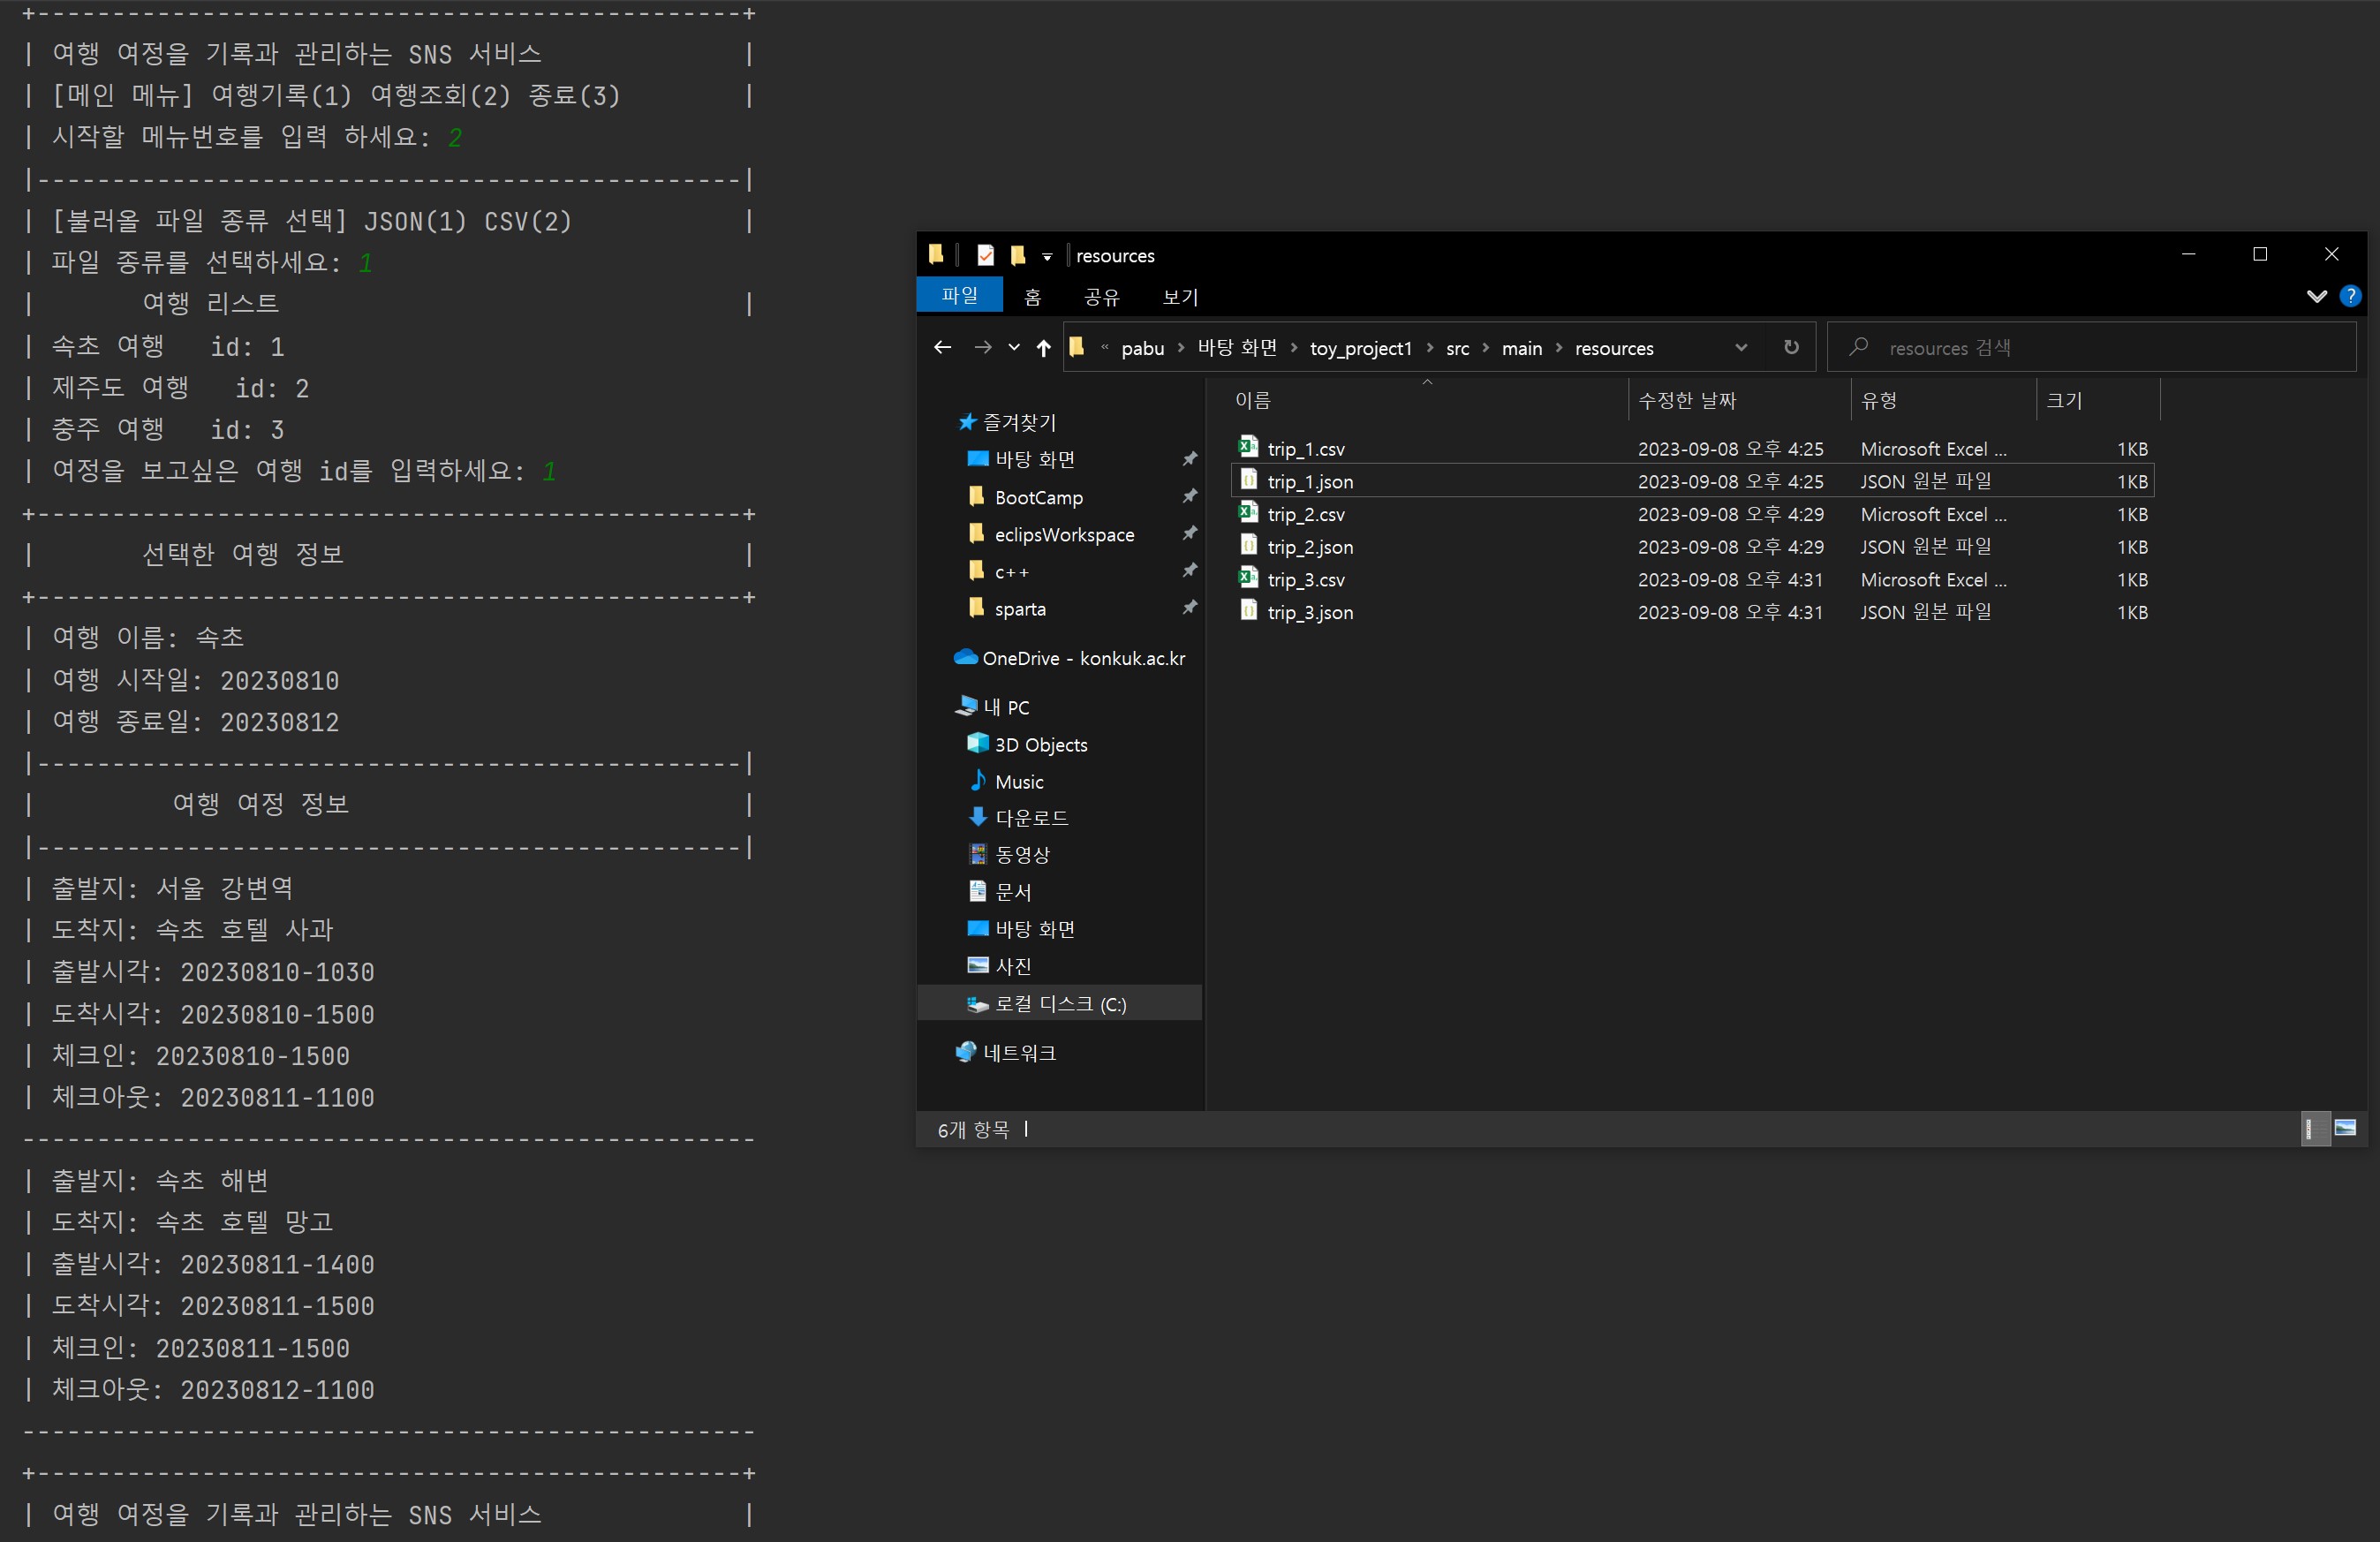 +-----------------------------------------------+
| 여행 여정을 기록과 관리하는 SNS 서비스 |
| [메인 메뉴] 여행기록(1) 여행조회(2) 종료(3) |
| 시작할 메뉴번호를 입력 하세요: 2
|-----------------------------------------------|
| [불러올 파일 종류 선택] JSON(1) CSV(2) |
| 파일 종류를 선택하세요: 1
| 여행 리스트 |
| 속초 여행 id: 1
| 제주도 여행 id: 2
| 충주 여행 id: 3
| 여정을 보고싶은 여행 id를 입력하세요: 1
+-----------------------------------------------+
| 선택한 여행 정보 |
+-----------------------------------------------+
| 여행 이름: 속초
| 여행 시작일: 20230810
| 여행 종료일: 20230812
|-----------------------------------------------|
| 여행 여정 정보 |
|-----------------------------------------------|
| 출발지: 서울 강변역
| 도착지: 속초 호텔 사과
| 출발시각: 20230810-1030
| 도착시각: 20230810-1500
| 체크인: 20230810-1500
| 체크아웃: 20230811-1100
-------------------------------------------------
| 출발지: 속초 해변
| 도착지: 속초 호텔 망고
| 출발시각: 20230811-1400
| 도착시각: 20230811-1500
| 체크인: 20230811-1500
| 체크아웃: 20230812-1100
-------------------------------------------------
+-----------------------------------------------+
| 여행 여정을 기록과 관리하는 SNS 서비스 |
resources
파일 홈 공유 보기
« pabu > 바탕 화면 > toy_project1 > src > main > resources
resources 검색
즐겨찾기
바탕 화면
BootCamp
eclipsWorkspace
c++
sparta
OneDrive - konkuk.ac.kr
내 PC
3D Objects
Music
다운로드
동영상
문서
바탕 화면
사진
로컬 디스크 (C:)
네트워크
이름 수정한 날짜 유형 크기
trip_1.csv 2023-09-08 오후 4:25 Microsoft Excel ... 1KB
trip_1.json 2023-09-08 오후 4:25 JSON 원본 파일 1KB
trip_2.csv 2023-09-08 오후 4:29 Microsoft Excel ... 1KB
trip_2.json 2023-09-08 오후 4:29 JSON 원본 파일 1KB
trip_3.csv 2023-09-08 오후 4:31 Microsoft Excel ... 1KB
trip_3.json 2023-09-08 오후 4:31 JSON 원본 파일 1KB
6개 항목